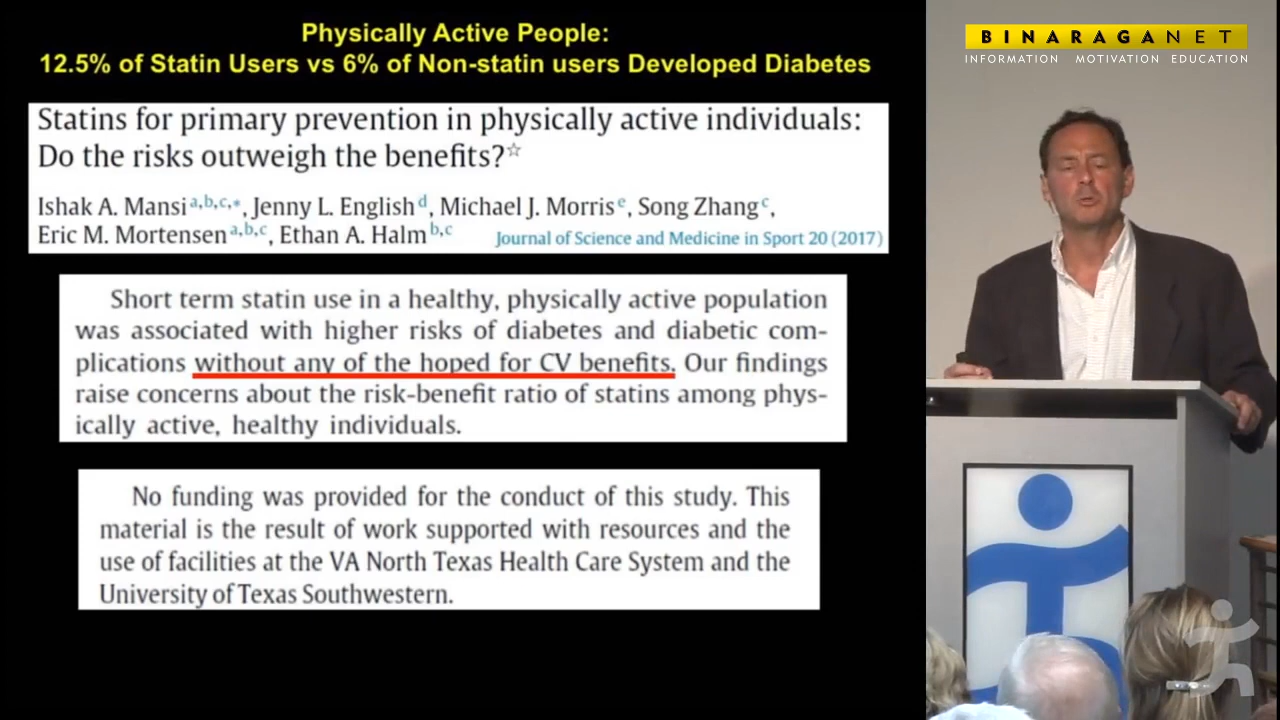 Physically Active People:
12.5% of Statin Users vs 6% of Non-statin users Developed Diabetes
Statins for primary prevention in physically active individuals:
Do the risks outweigh the benefits?☆
Ishak A. Mansi a,b,c,*, Jenny L. English d, Michael J. Morris e, Song Zhang c,
Eric M. Mortensen a,b,c, Ethan A. Halm b,c
Journal of Science and Medicine in Sport 20 (2017)
Short term statin use in a healthy, physically active population
was associated with higher risks of diabetes and diabetic com-
plications without any of the hoped for CV benefits. Our findings
raise concerns about the risk-benefit ratio of statins among phys-
ically active, healthy individuals.
No funding was provided for the conduct of this study. This
material is the result of work supported with resources and the
use of facilities at the VA North Texas Health Care System and the
University of Texas Southwestern.
BINARAGANET
INFORMATION MOTIVATION EDUCATION